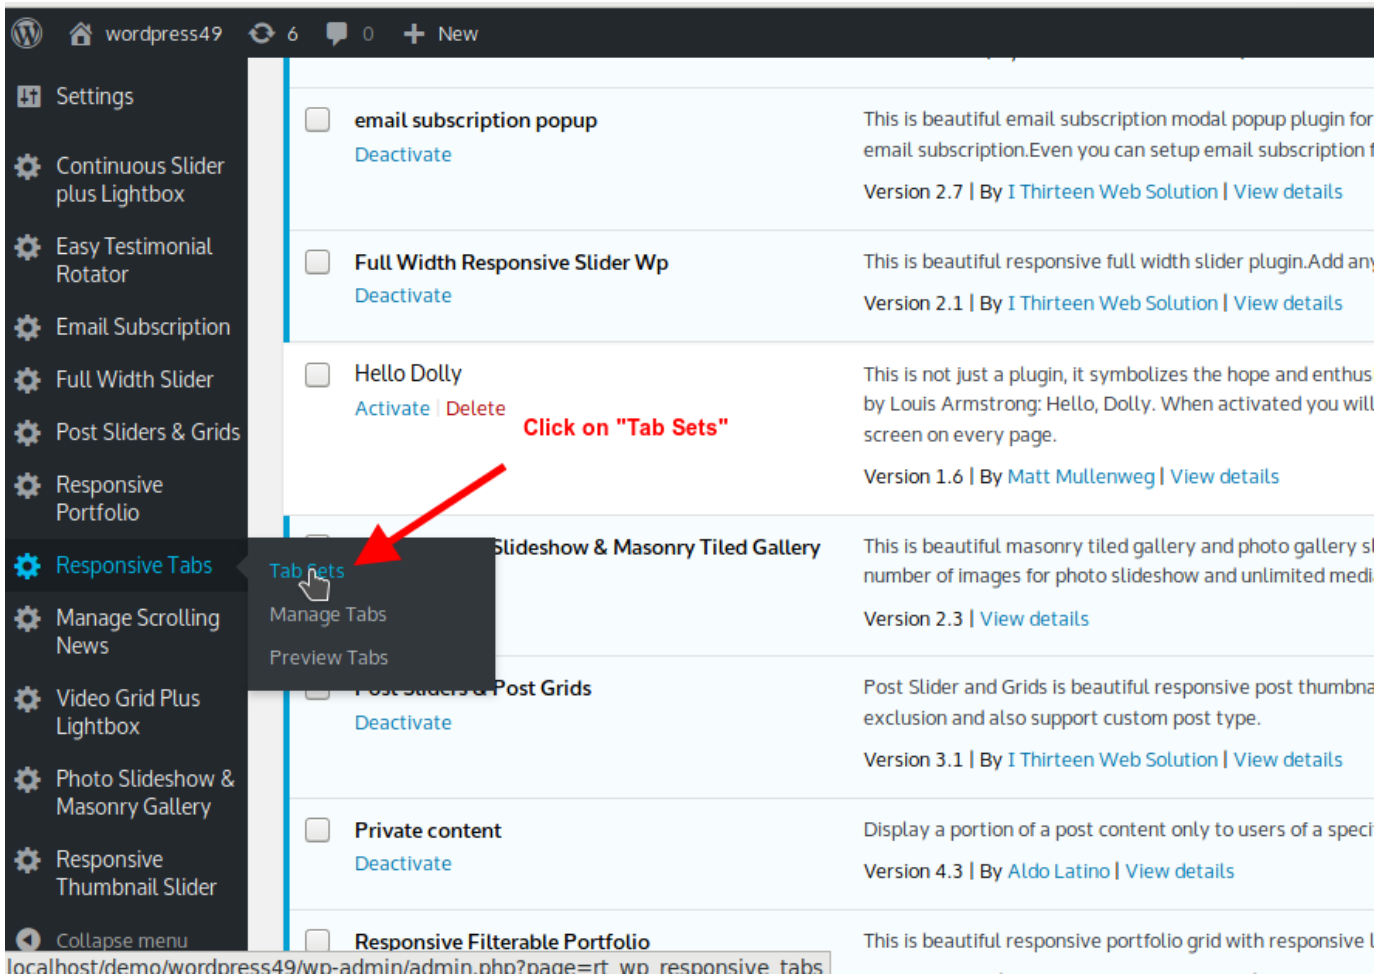 wordpress49 6 0 + New
Settings
Continuous Slider
plus Lightbox
Easy Testimonial
Rotator
Email Subscription
Full Width Slider
Post Sliders & Grids
Responsive
Portfolio
Responsive Tabs
Manage Scrolling
News
Video Grid Plus
Lightbox
Photo Slideshow &
Masonry Gallery
Responsive
Thumbnail Slider
Collapse menu
Tab Sets
Manage Tabs
Preview Tabs
Click on "Tab Sets"
email subscription popup
Deactivate
This is beautiful email subscription modal popup plugin for
email subscription.Even you can setup email subscription
Version 2.7 | By I Thirteen Web Solution | View details
Full Width Responsive Slider Wp
Deactivate
This is beautiful responsive full width slider plugin.Add any
Version 2.1 | By I Thirteen Web Solution | View details
Hello Dolly
Activate | Delete
This is not just a plugin, it symbolizes the hope and enthus
by Louis Armstrong: Hello, Dolly. When activated you will
screen on every page.
Version 1.6 | By Matt Mullenweg | View details
Slideshow & Masonry Tiled Gallery
This is beautiful masonry tiled gallery and photo gallery sl
number of images for photo slideshow and unlimited medi
Version 2.3 | View details
Post Sliders & Post Grids
Deactivate
Post Slider and Grids is beautiful responsive post thumbna
exclusion and also support custom post type.
Version 3.1 | By I Thirteen Web Solution | View details
Private content
Deactivate
Display a portion of a post content only to users of a speci
Version 4.3 | By Aldo Latino | View details
Responsive Filterable Portfolio
This is beautiful responsive portfolio grid with responsive l
localhost/demo/wordpress49/wp-admin/admin.php?page=rt_wp_responsive_tabs